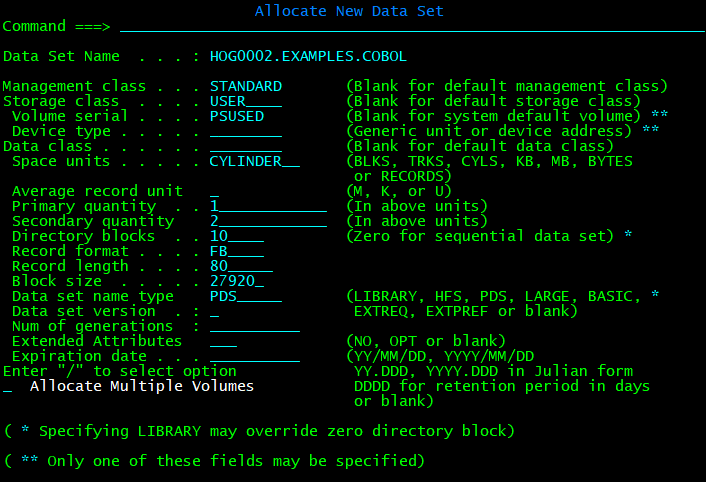 Allocate New Data Set
Command ===> ____________________________________________________________
Data Set Name  . . . : HOG0002.EXAMPLES.COBOL
Management class . . . STANDARD       (Blank for default management class)
Storage class  . . . . USER____       (Blank for default storage class)
 Volume serial . . . . PSUSED         (Blank for system default volume) **
 Device type . . . . . ________       (Generic unit or device address) **
Data class . . . . . . ________       (Blank for default data class)
 Space units . . . . . CYLINDER__     (BLKS, TRKS, CYLS, KB, MB, BYTES
                                       or RECORDS)
 Average record unit   _              (M, K, or U)
 Primary quantity  . . 1____________  (In above units)
 Secondary quantity    2____________  (In above units)
 Directory blocks  . . 10____         (Zero for sequential data set) *
 Record format . . . . FB____
 Record length . . . . 80_____
 Block size  . . . . . 27920_
 Data set name type    PDS_____       (LIBRARY, HFS, PDS, LARGE, BASIC, *
 Data set version  . : _               EXTREQ, EXTPREF or blank)
 Num of generations  : __________
 Extended Attributes   ___            (NO, OPT or blank)
 Expiration date . . . __________     (YY/MM/DD, YYYY/MM/DD
Enter "/" to select option             YY.DDD, YYYY.DDD in Julian form
_  Allocate Multiple Volumes           DDDD for retention period in days
                                       or blank)
( * Specifying LIBRARY may override zero directory block)
( ** Only one of these fields may be specified)